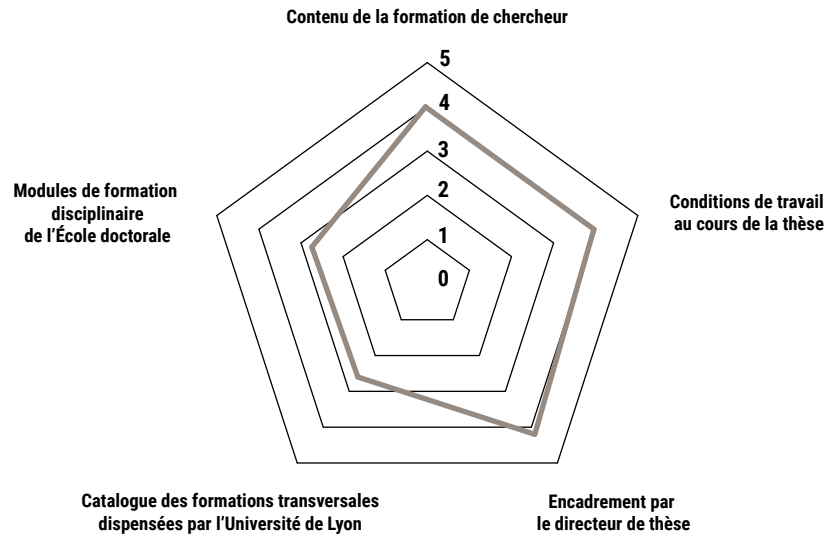 Contenu de la formation de chercheur
5
4
3
2
1
0
Modules de formation
disciplinaire
de l’École doctorale
Conditions de travail
au cours de la thèse
Catalogue des formations transversales
dispensées par l’Université de Lyon
Encadrement par
le directeur de thèse